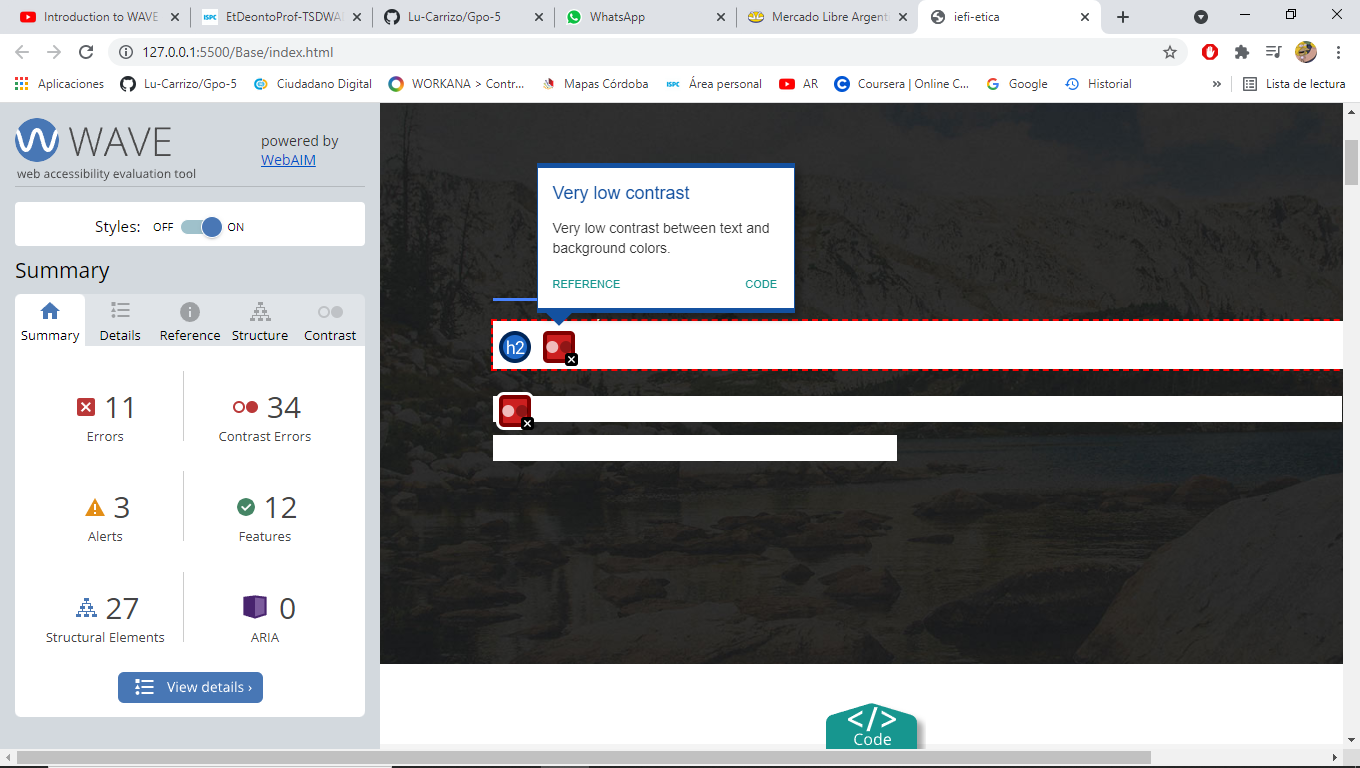 Introduction to WAVE
EtDeontoProf-TSDWA
Lu-Carrizo/Gpo-5
WhatsApp
Mercado Libre Argent
iefi-etica
127.0.0.1:5500/Base/index.html
Aplicaciones
Lu-Carrizo/Gpo-5
Ciudadano Digital
WORKANA > Contr...
Mapas Córdoba
ispc
Área personal
AR
Coursera | Online C...
Google
Historial
»
Lista de lectura
WAVE
web accessibility evaluation tool
powered by
WebAIM
Styles: OFF ON
Summary
Summary
Details
Reference
Structure
Contrast
11
Errors
34
Contrast Errors
3
Alerts
12
Features
27
Structural Elements
0
ARIA
View details ›
Very low contrast
Very low contrast between text and
background colors.
REFERENCE
CODE
h2
</>
Code